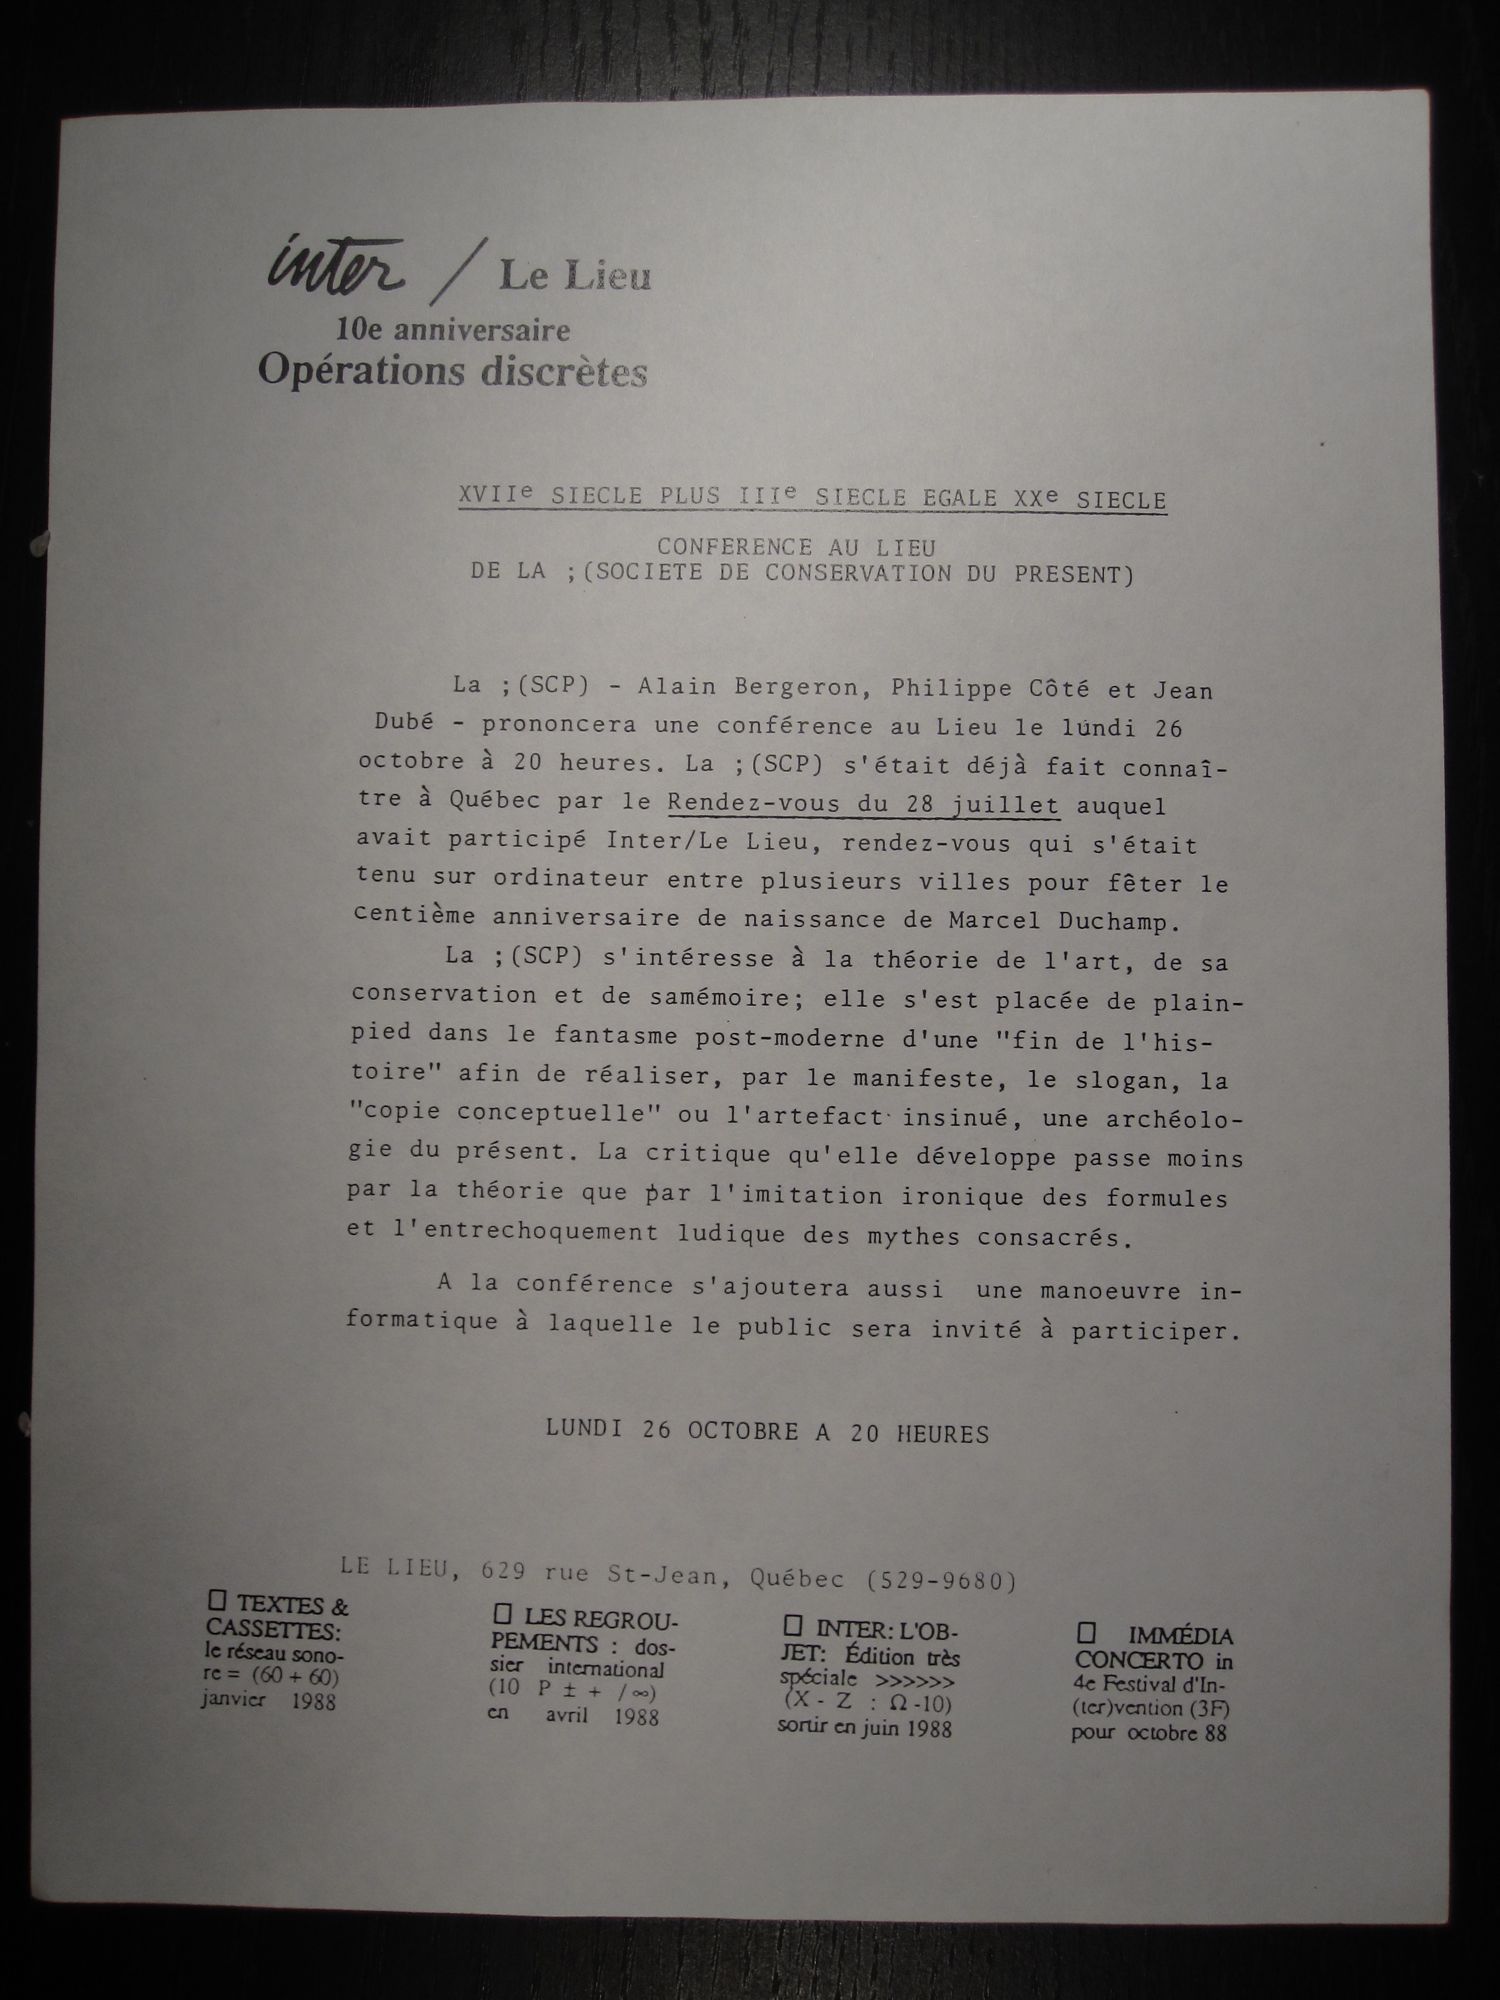 inter / Le Lieu
10e anniversaire
Opérations discrètes
XVIIe SIECLE PLUS IIIe SIECLE EGALE XXe SIECLE
CONFERENCE AU LIEU
DE LA ;(SOCIETE DE CONSERVATION DU PRESENT)
La ;(SCP) - Alain Bergeron, Philippe Côté et Jean
Dubé - prononcera une conférence au Lieu le lundi 26
octobre à 20 heures. La ;(SCP) s'était déjà fait connaî-
tre à Québec par le Rendez-vous du 28 juillet auquel
avait participé Inter/Le Lieu, rendez-vous qui s'était
tenu sur ordinateur entre plusieurs villes pour fêter le
centième anniversaire de naissance de Marcel Duchamp.
La ;(SCP) s'intéresse à la théorie de l'art, de sa
conservation et de samémoire; elle s'est placée de plain-
pied dans le fantasme post-moderne d'une "fin de l'his-
toire" afin de réaliser, par le manifeste, le slogan, la
"copie conceptuelle" ou l'artefact insinué, une archéolo-
gie du présent. La critique qu'elle développe passe moins
par la théorie que par l'imitation ironique des formules
et l'entrechoquement ludique des mythes consacrés.
A la conférence s'ajoutera aussi  une manoeuvre in-
formatique à laquelle le public sera invité à participer.
LUNDI 26 OCTOBRE A 20 HEURES
LE LIEU, 629 rue St-Jean, Québec (529-9680)
☐ TEXTES &
CASSETTES:
le réseau sono-
re = (60 + 60)
janvier 1988
☐ LES REGROU-
PEMENTS : dos-
sier international
(10 P ± + /∞)
en avril 1988
☐ INTER: L'OB-
JET: Édition très
spéciale >>>>>>
(X - Z : Ω -10)
sortir en juin 1988
☐ IMMÉDIA
CONCERTO in
4e Festival d'In-
(ter)vention (3F)
pour octobre 88